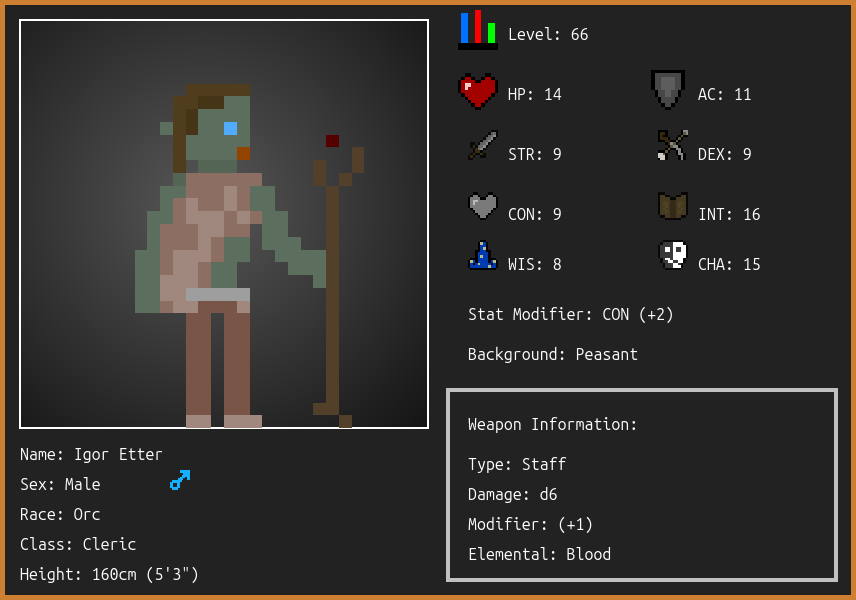 Level: 66
HP: 14
AC: 11
STR: 9
DEX: 9
CON: 9
INT: 16
WIS: 8
CHA: 15
Stat Modifier: CON (+2)
Background: Peasant
Weapon Information:
Type: Staff
Damage: d6
Modifier: (+1)
Elemental: Blood
Name: Igor Etter
Sex: Male
Race: Orc
Class: Cleric
Height: 160cm (5'3")